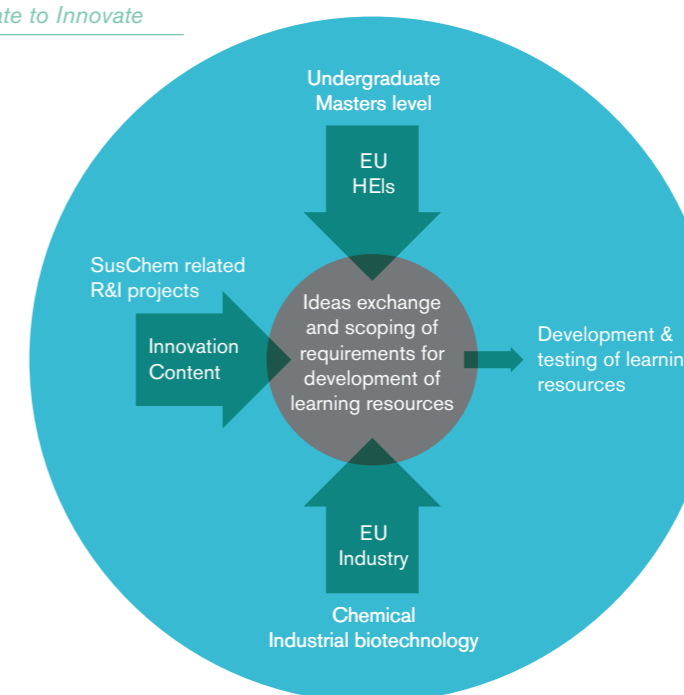 ate to Innovate
Undergraduate
Masters level
EU
HEIs
SusChem related
R&I projects
Innovation
Content
Ideas exchange
and scoping of
requirements for
development of
learning resources
Development &
testing of learnin
resources
EU
Industry
Chemical
Industrial biotechnology